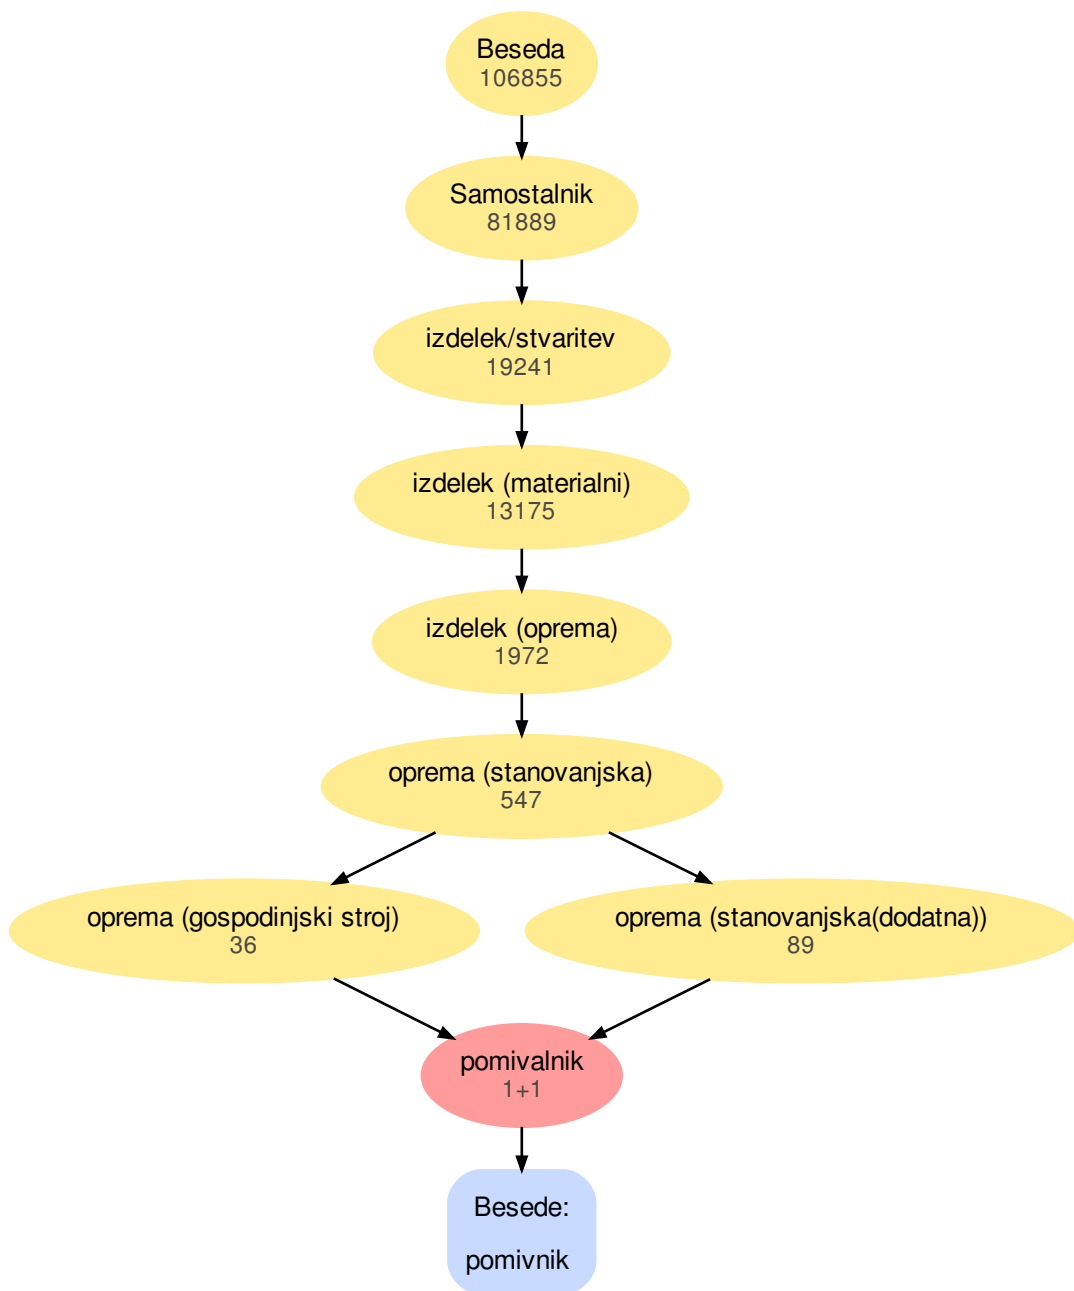 Beseda
106855
Samostalnik
81889
izdelek/stvaritev
19241
izdelek (materialni)
13175
izdelek (oprema)
1972
oprema (stanovanjska)
547
oprema (gospodinjski stroj)
36
oprema (stanovanjska(dodatna))
89
pomivalnik
1+1
Besede:
pomivnik